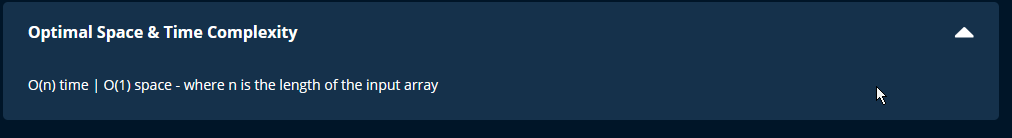 Optimal Space & Time Complexity
O(n) time | O(1) space - where n is the length of the input array